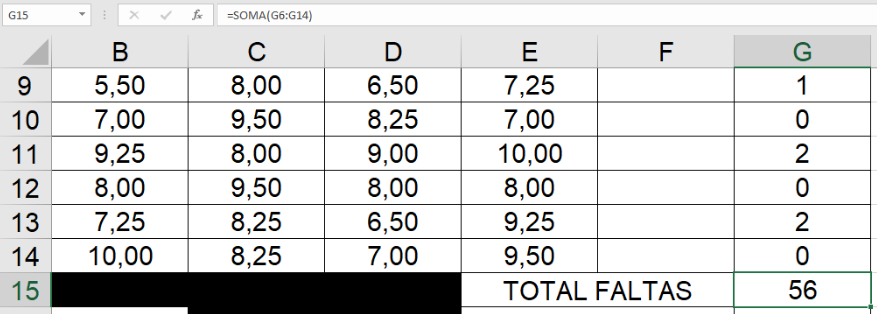 G15 fx =SOMA(G6:G14)
B C D E F G
9 5,50 8,00 6,50 7,25 1
10 7,00 9,50 8,25 7,00 0
11 9,25 8,00 9,00 10,00 2
12 8,00 9,50 8,00 8,00 0
13 7,25 8,25 6,50 9,25 2
14 10,00 8,25 7,00 9,50 0
15 TOTAL FALTAS 56